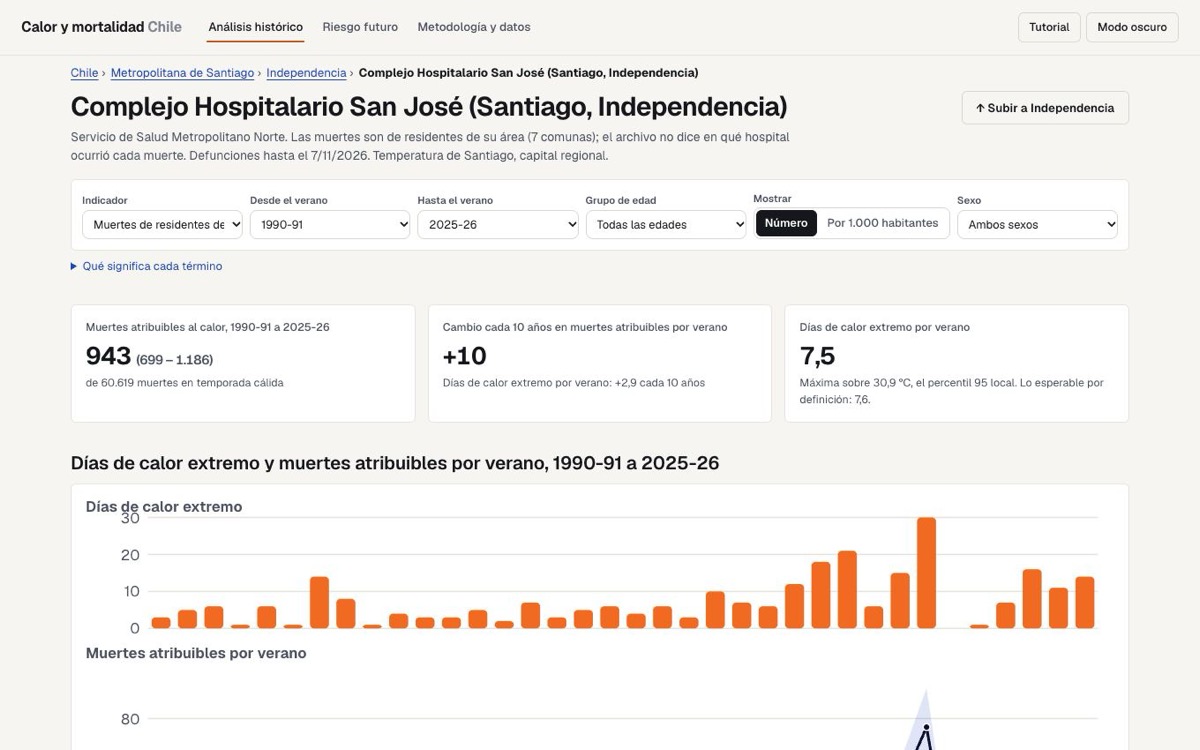 Calor y mortalidad Chile
Análisis histórico
Riesgo futuro
Metodología y datos
Tutorial
Modo oscuro
Chile › Metropolitana de Santiago › Independencia › Complejo Hospitalario San José (Santiago, Independencia)
Complejo Hospitalario San José (Santiago, Independencia)
↑ Subir a Independencia
Servicio de Salud Metropolitano Norte. Las muertes son de residentes de su área (7 comunas); el archivo no dice en qué hospital
ocurrió cada muerte. Defunciones hasta el 7/11/2026. Temperatura de Santiago, capital regional.
Indicador
Muertes de residentes de
Desde el verano
1990-91
Hasta el verano
2025-26
Grupo de edad
Todas las edades
Mostrar
Número
Por 1.000 habitantes
Sexo
Ambos sexos
Qué significa cada término
Muertes atribuibles al calor, 1990-91 a 2025-26
943 (699 – 1.186)
de 60.619 muertes en temporada cálida
Cambio cada 10 años en muertes atribuibles por verano
+10
Días de calor extremo por verano: +2,9 cada 10 años
Días de calor extremo por verano
7,5
Máxima sobre 30,9 °C, el percentil 95 local. Lo esperable por
definición: 7,6.
Días de calor extremo y muertes atribuibles por verano, 1990-91 a 2025-26
Días de calor extremo
30
20
10
0
Muertes atribuibles por verano
80